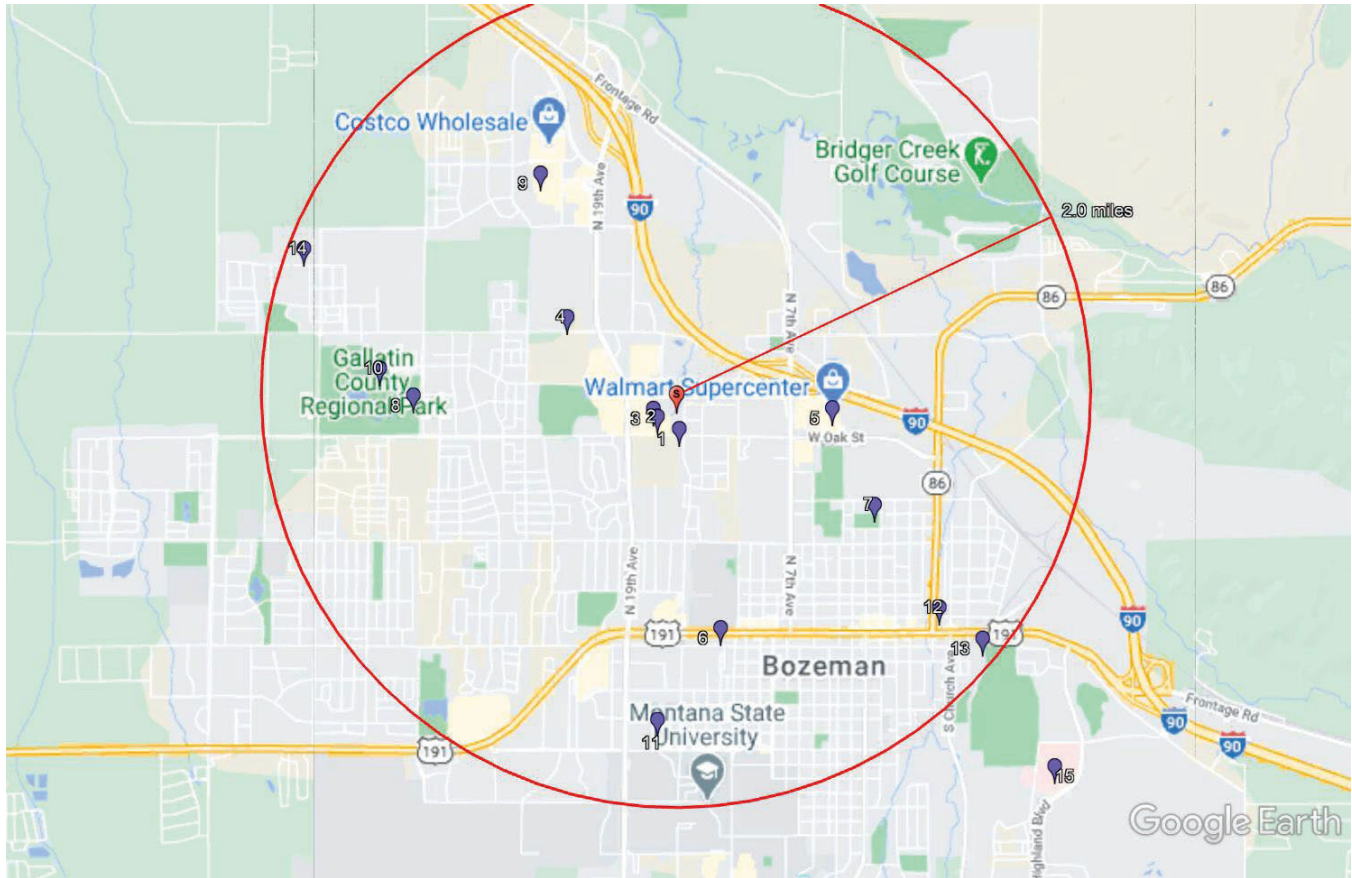 Frontage Rd
Costco Wholesale
Bridger Creek
Golf Course
9
N 19th Ave
90
2.0 miles
14
86
86
N 7th Ave
4
Gallatin
County
Regional Park
10
8
Walmart Supercenter
S
3
2
1
5
W Oak St
90
86
7
N 19th Ave
N 7th Ave
12
191
6
191
13
90
Bozeman
S Church Ave
Montana State
University
11
Frontage Rd
90
90
191
15
Highland Blvd
Google Earth